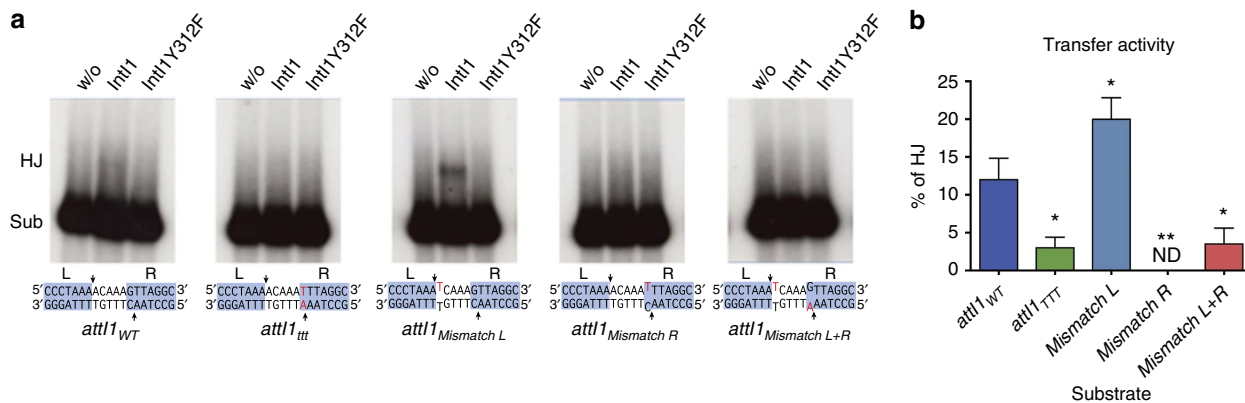 a
w/o IntI1 IntI1Y312F
w/o IntI1 IntI1Y312F
w/o IntI1 IntI1Y312F
w/o IntI1 IntI1Y312F
w/o IntI1 IntI1Y312F
HJ
Sub
L R
5′ CCCTAAAACAAAGTTAGGC 3′
3′ GGGATTTTGTTTCAATCCG 5′
attI1WT
L R
5′ CCCTAAAACAAATTTAGGC 3′
3′ GGGATTTTGTTTAAATCCG 5′
attI1ttt
L R
5′ CCCTAAATCAAAGTTAGGC 3′
3′ GGGATTTTGTTTCAATCCG 5′
attI1Mismatch L
L R
5′ CCCTAAAACAAATTTAGGC 3′
3′ GGGATTTTGTTTCAATCCG 5′
attI1Mismatch R
L R
5′ CCCTAAATCAAAGTTAGGC 3′
3′ GGGATTTTGTTTAAATCCG 5′
attI1Mismatch L+R
b
Transfer activity
% of HJ
25
20
15
10
5
0
*
*
**
ND
*
attI1WT
attI1TTT
Mismatch L
Mismatch R
Mismatch L+R
Substrate